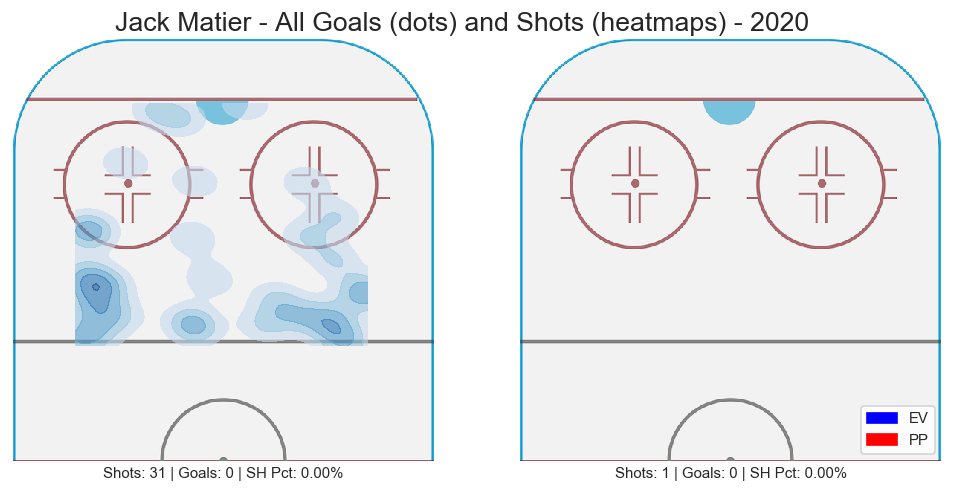 Jack Matier - All Goals (dots) and Shots (heatmaps) - 2020
EV
PP
Shots: 31 | Goals: 0 | SH Pct: 0.00%
Shots: 1 | Goals: 0 | SH Pct: 0.00%